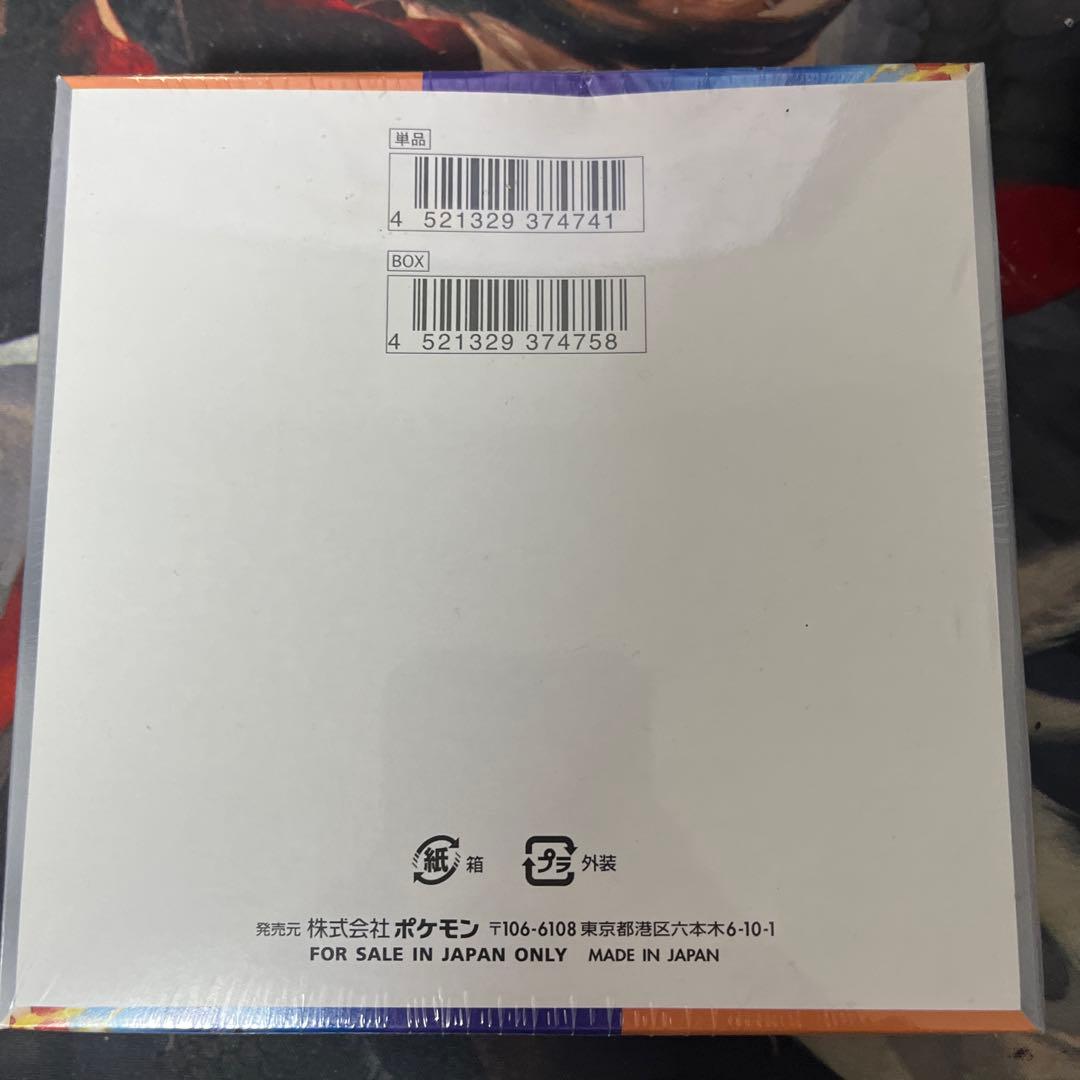 単品
4 521329 374741
BOX
4 521329 374758
紙 箱 プラ 外装
発売元 株式会社ポケモン 〒106-6108 東京都港区六本木6-10-1
FOR SALE IN JAPAN ONLY MADE IN JAPAN